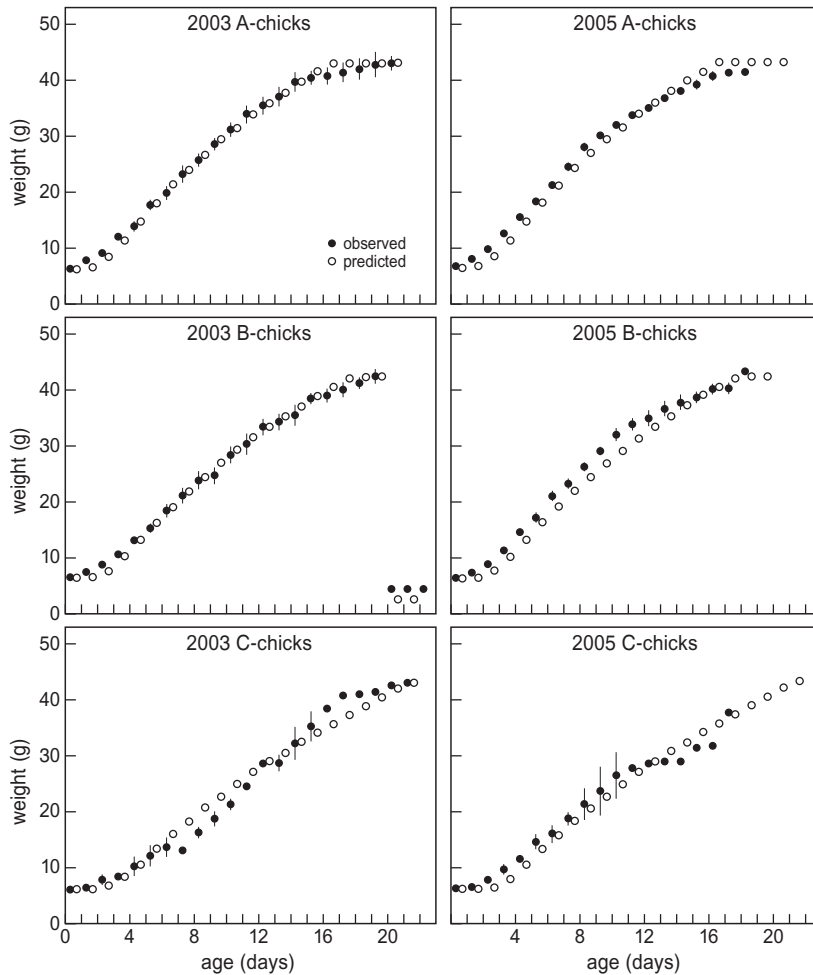 2003 A-chicks
2005 A-chicks
50
40
30
20
10
0
weight (g)
observed
predicted
2003 B-chicks
2005 B-chicks
50
40
30
20
10
0
weight (g)
2003 C-chicks
2005 C-chicks
50
40
30
20
10
0
weight (g)
0 4 8 12 16 20
4 8 12 16 20
age (days)
age (days)